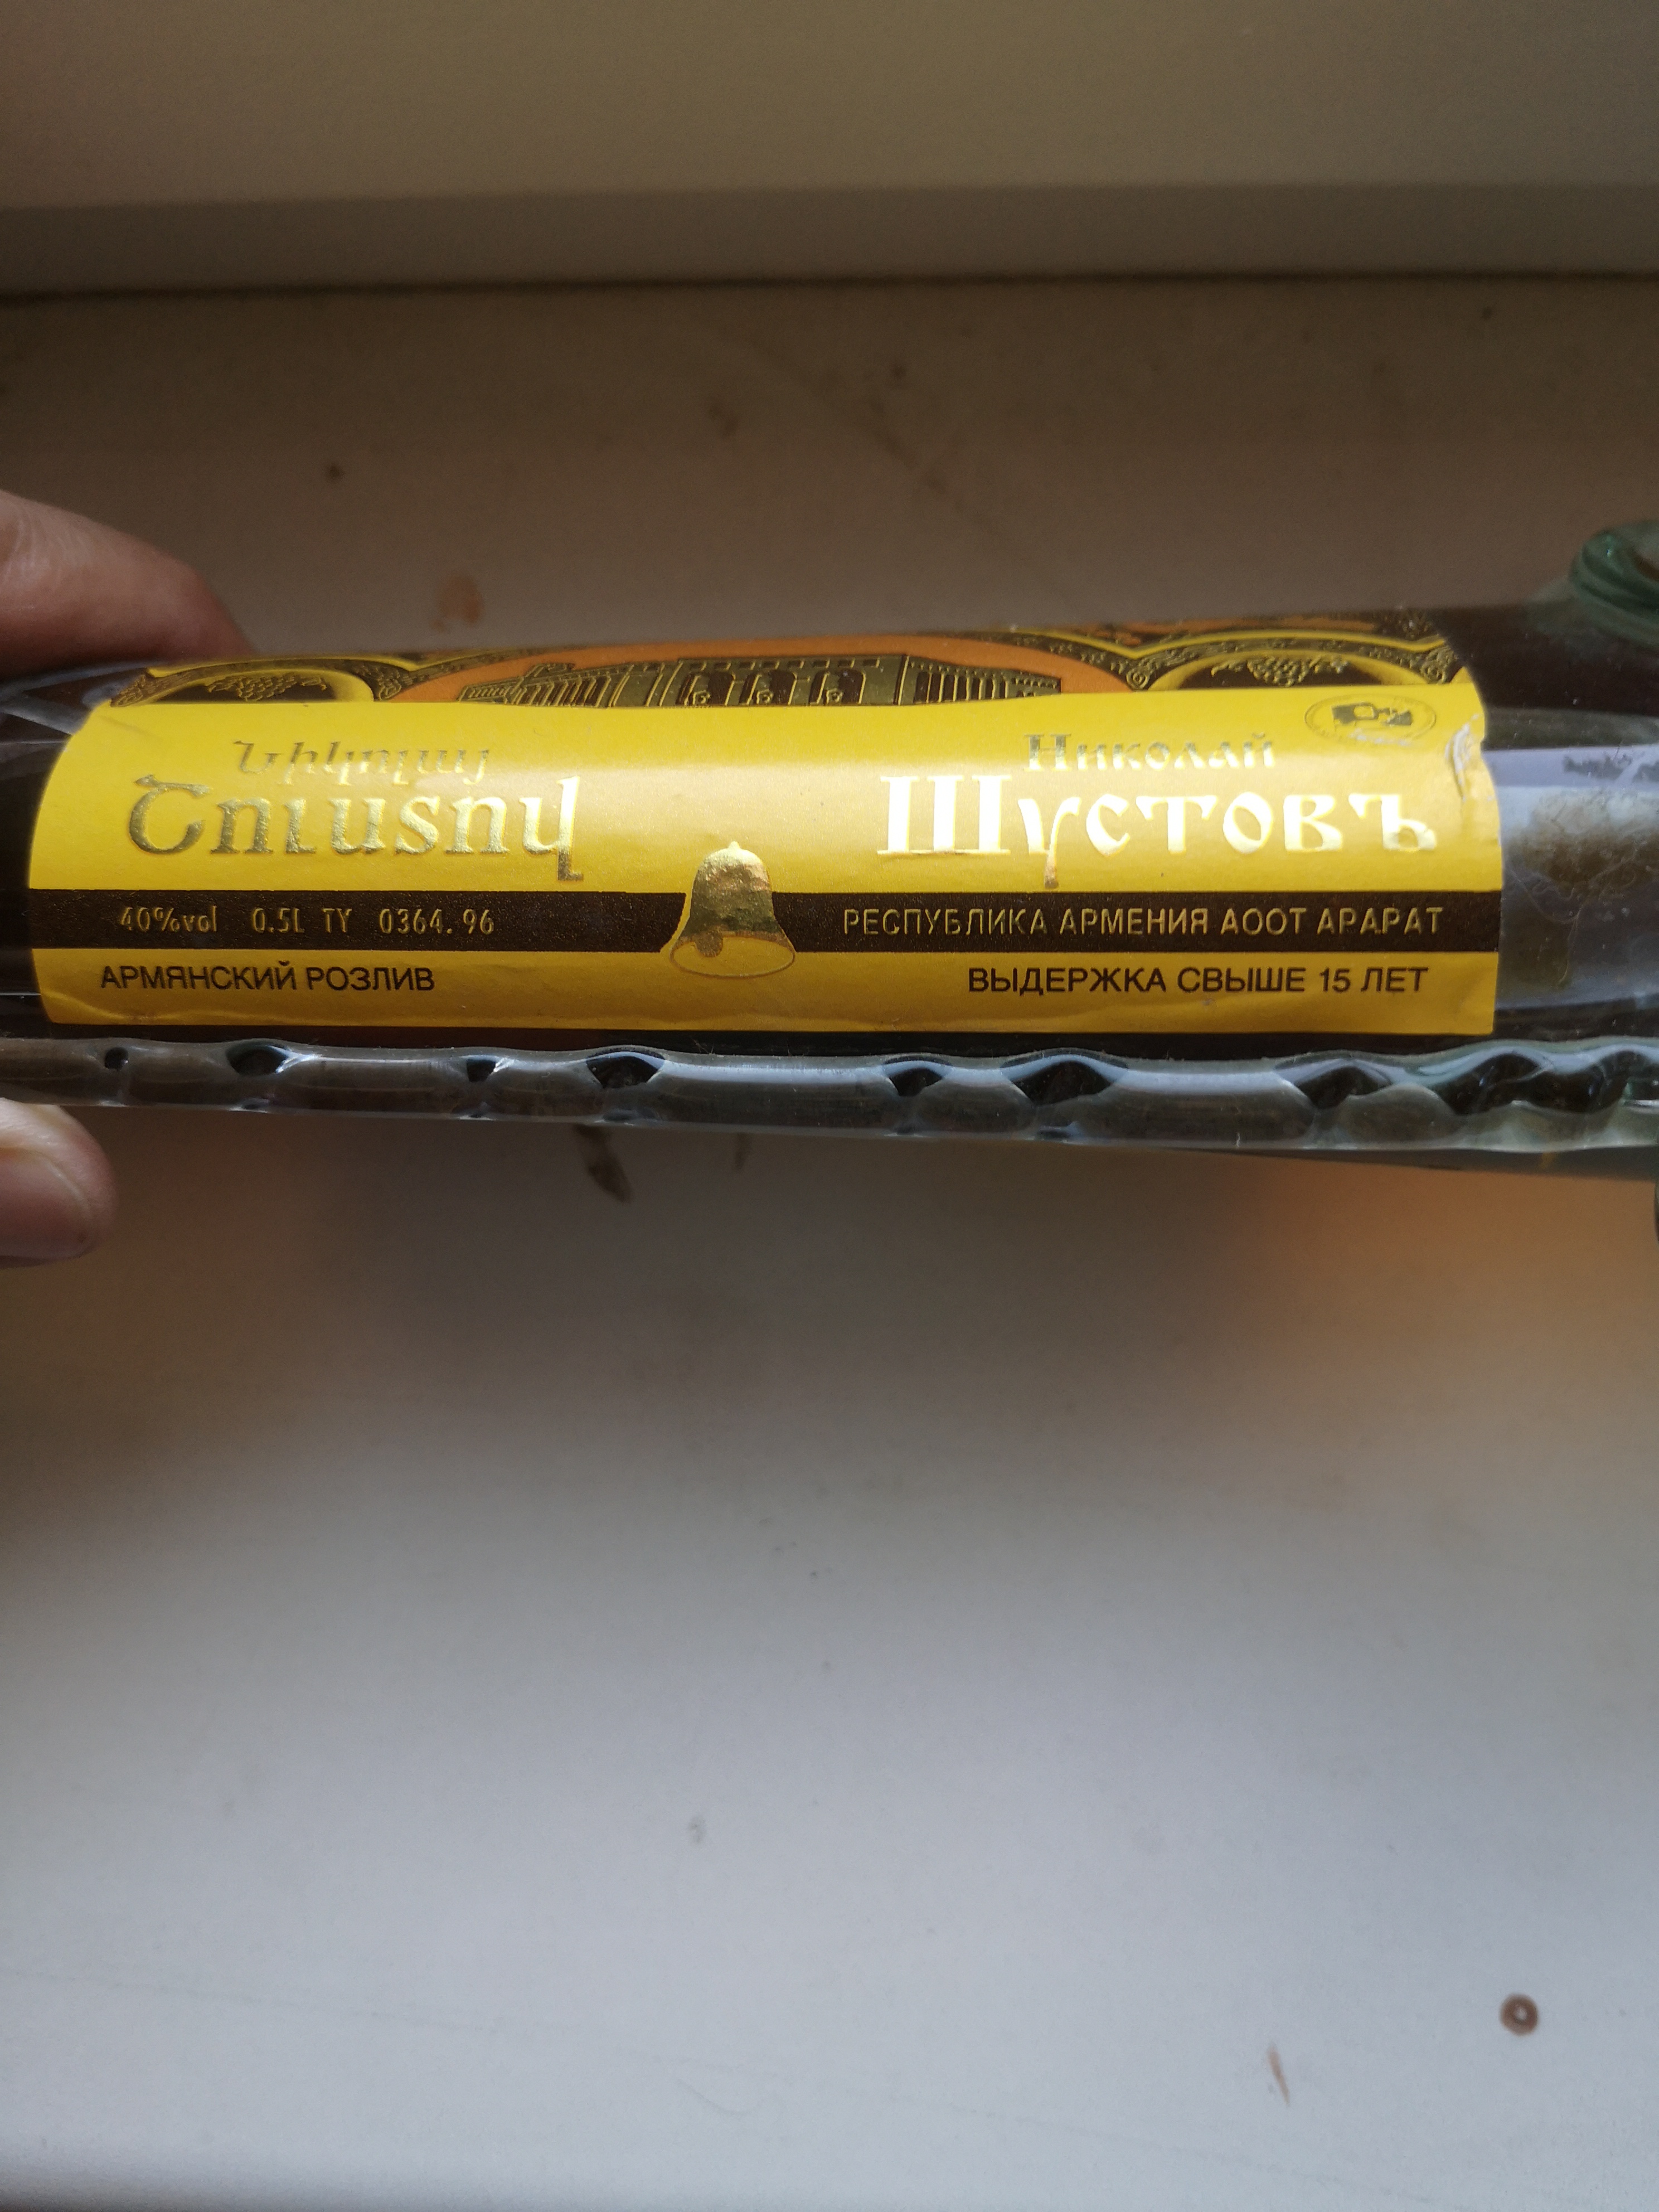 Նիկոլայ
Շուստով
Николай
Шустовъ
40%vol 0.5L ТУ 0364.96
РЕСПУБЛИКА АРМЕНИЯ АООТ АРАРАТ
АРМЯНСКИЙ РОЗЛИВ
ВЫДЕРЖКА СВЫШЕ 15 ЛЕТ